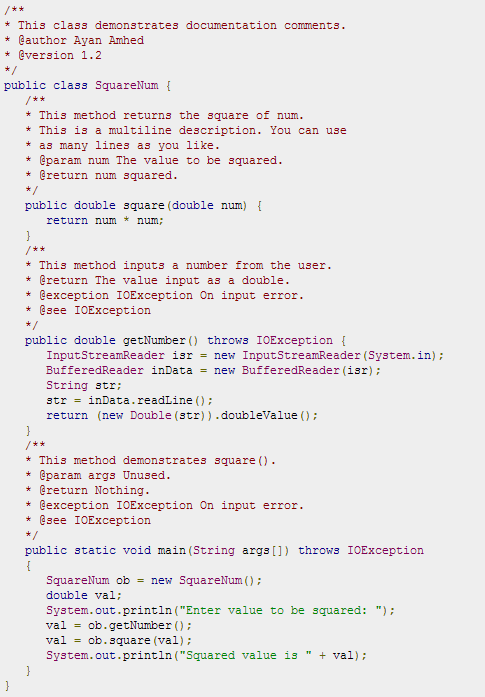 /**
* This class demonstrates documentation comments.
* @author Ayan Amhed
* @version 1.2
*/
public class SquareNum {
/**
* This method returns the square of num.
* This is a multiline description. You can use
* as many lines as you like.
* @param num The value to be squared.
* @return num squared.
*/
public double square(double num) {
return num * num;
}
/**
* This method inputs a number from the user.
* @return The value input as a double.
* @exception IOException On input error.
* @see IOException
*/
public double getNumber() throws IOException {
InputStreamReader isr = new InputStreamReader(System.in);
BufferedReader inData = new BufferedReader(isr);
String str;
str = inData.readLine();
return (new Double(str)).doubleValue();
}
/**
* This method demonstrates square().
* @param args Unused.
* @return Nothing.
* @exception IOException On input error.
* @see IOException
*/
public static void main(String args[]) throws IOException
{
SquareNum ob = new SquareNum();
double val;
System.out.println("Enter value to be squared: ");
val = ob.getNumber();
val = ob.square(val);
System.out.println("Squared value is " + val);
}
}